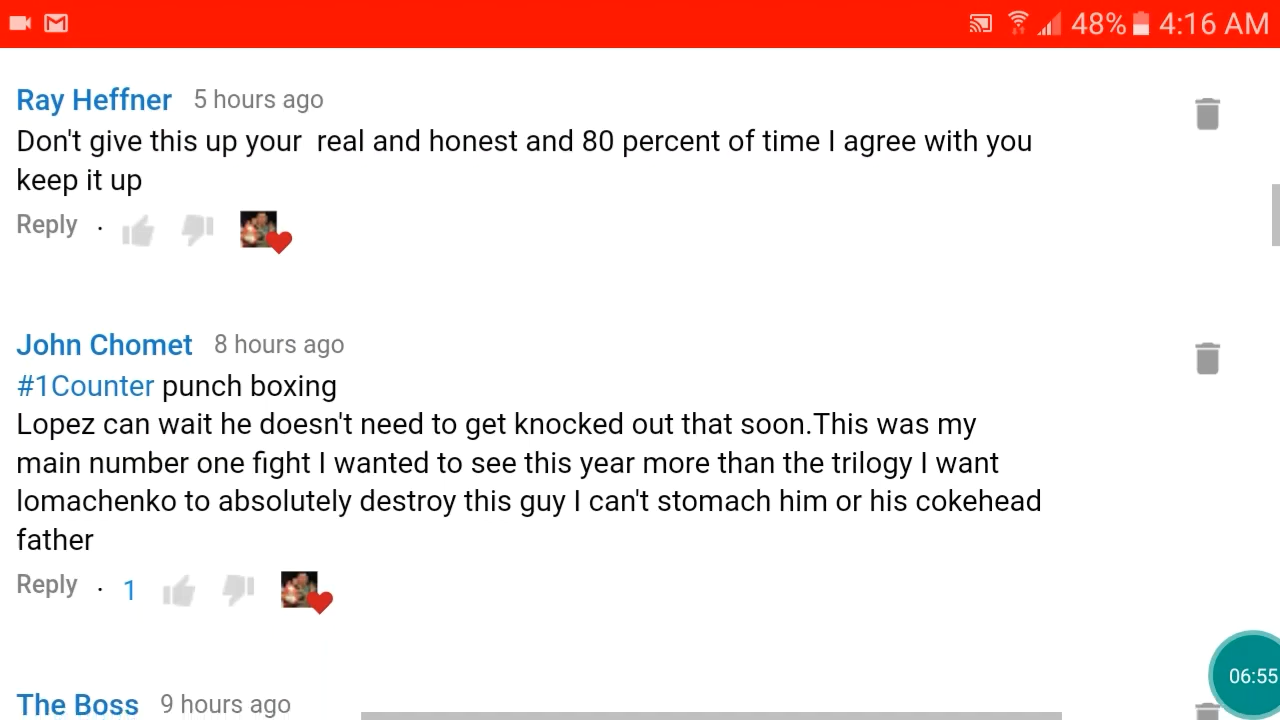 48% 4:16 AM
Ray Heffner 5 hours ago
Don't give this up your  real and honest and 80 percent of time I agree with you
keep it up
Reply .
John Chomet 8 hours ago
#1Counter punch boxing
Lopez can wait he doesn't need to get knocked out that soon.This was my
main number one fight I wanted to see this year more than the trilogy I want
lomachenko to absolutely destroy this guy I can't stomach him or his cokehead
father
Reply . 1
06:55
The Boss 9 hours ago